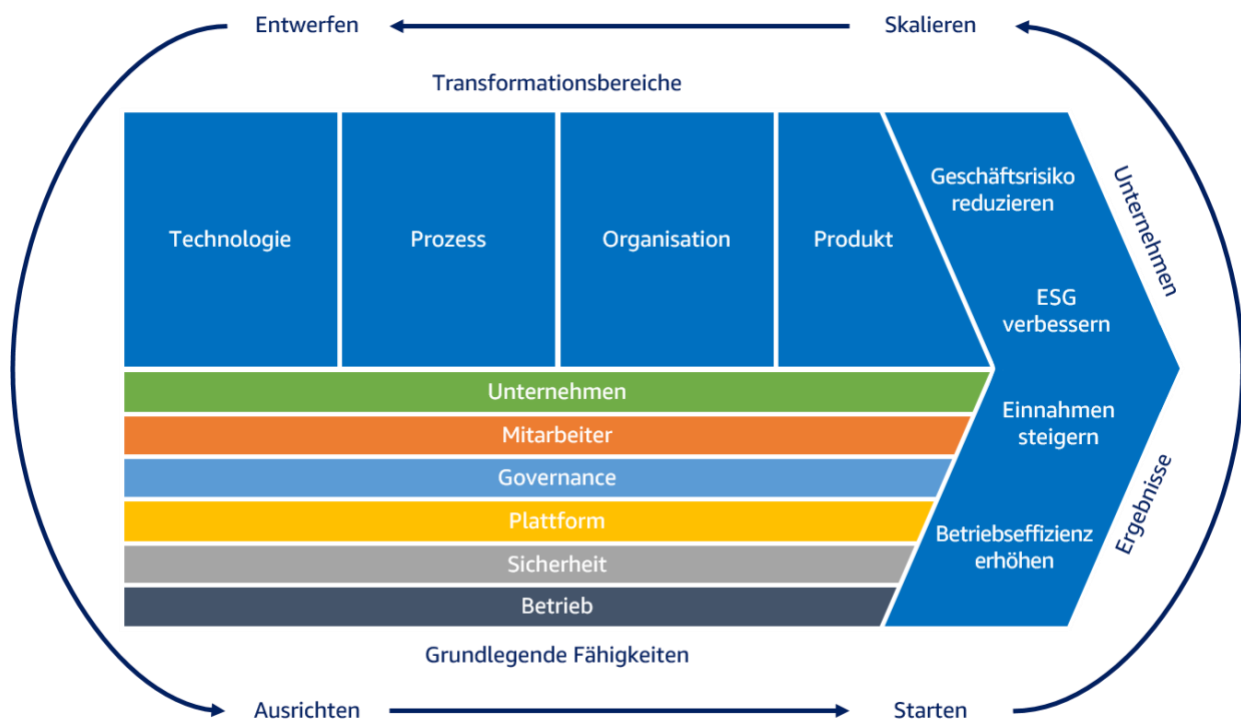 Entwerfen
Skalieren
Transformationsbereiche
Technologie
Prozess
Organisation
Produkt
Geschäftsrisiko
reduzieren
ESG
verbessern
Einnahmen
steigern
Betriebseffizienz
erhöhen
Unternehmen
Ergebnisse
Unternehmen
Mitarbeiter
Governance
Plattform
Sicherheit
Betrieb
Grundlegende Fähigkeiten
Ausrichten
Starten